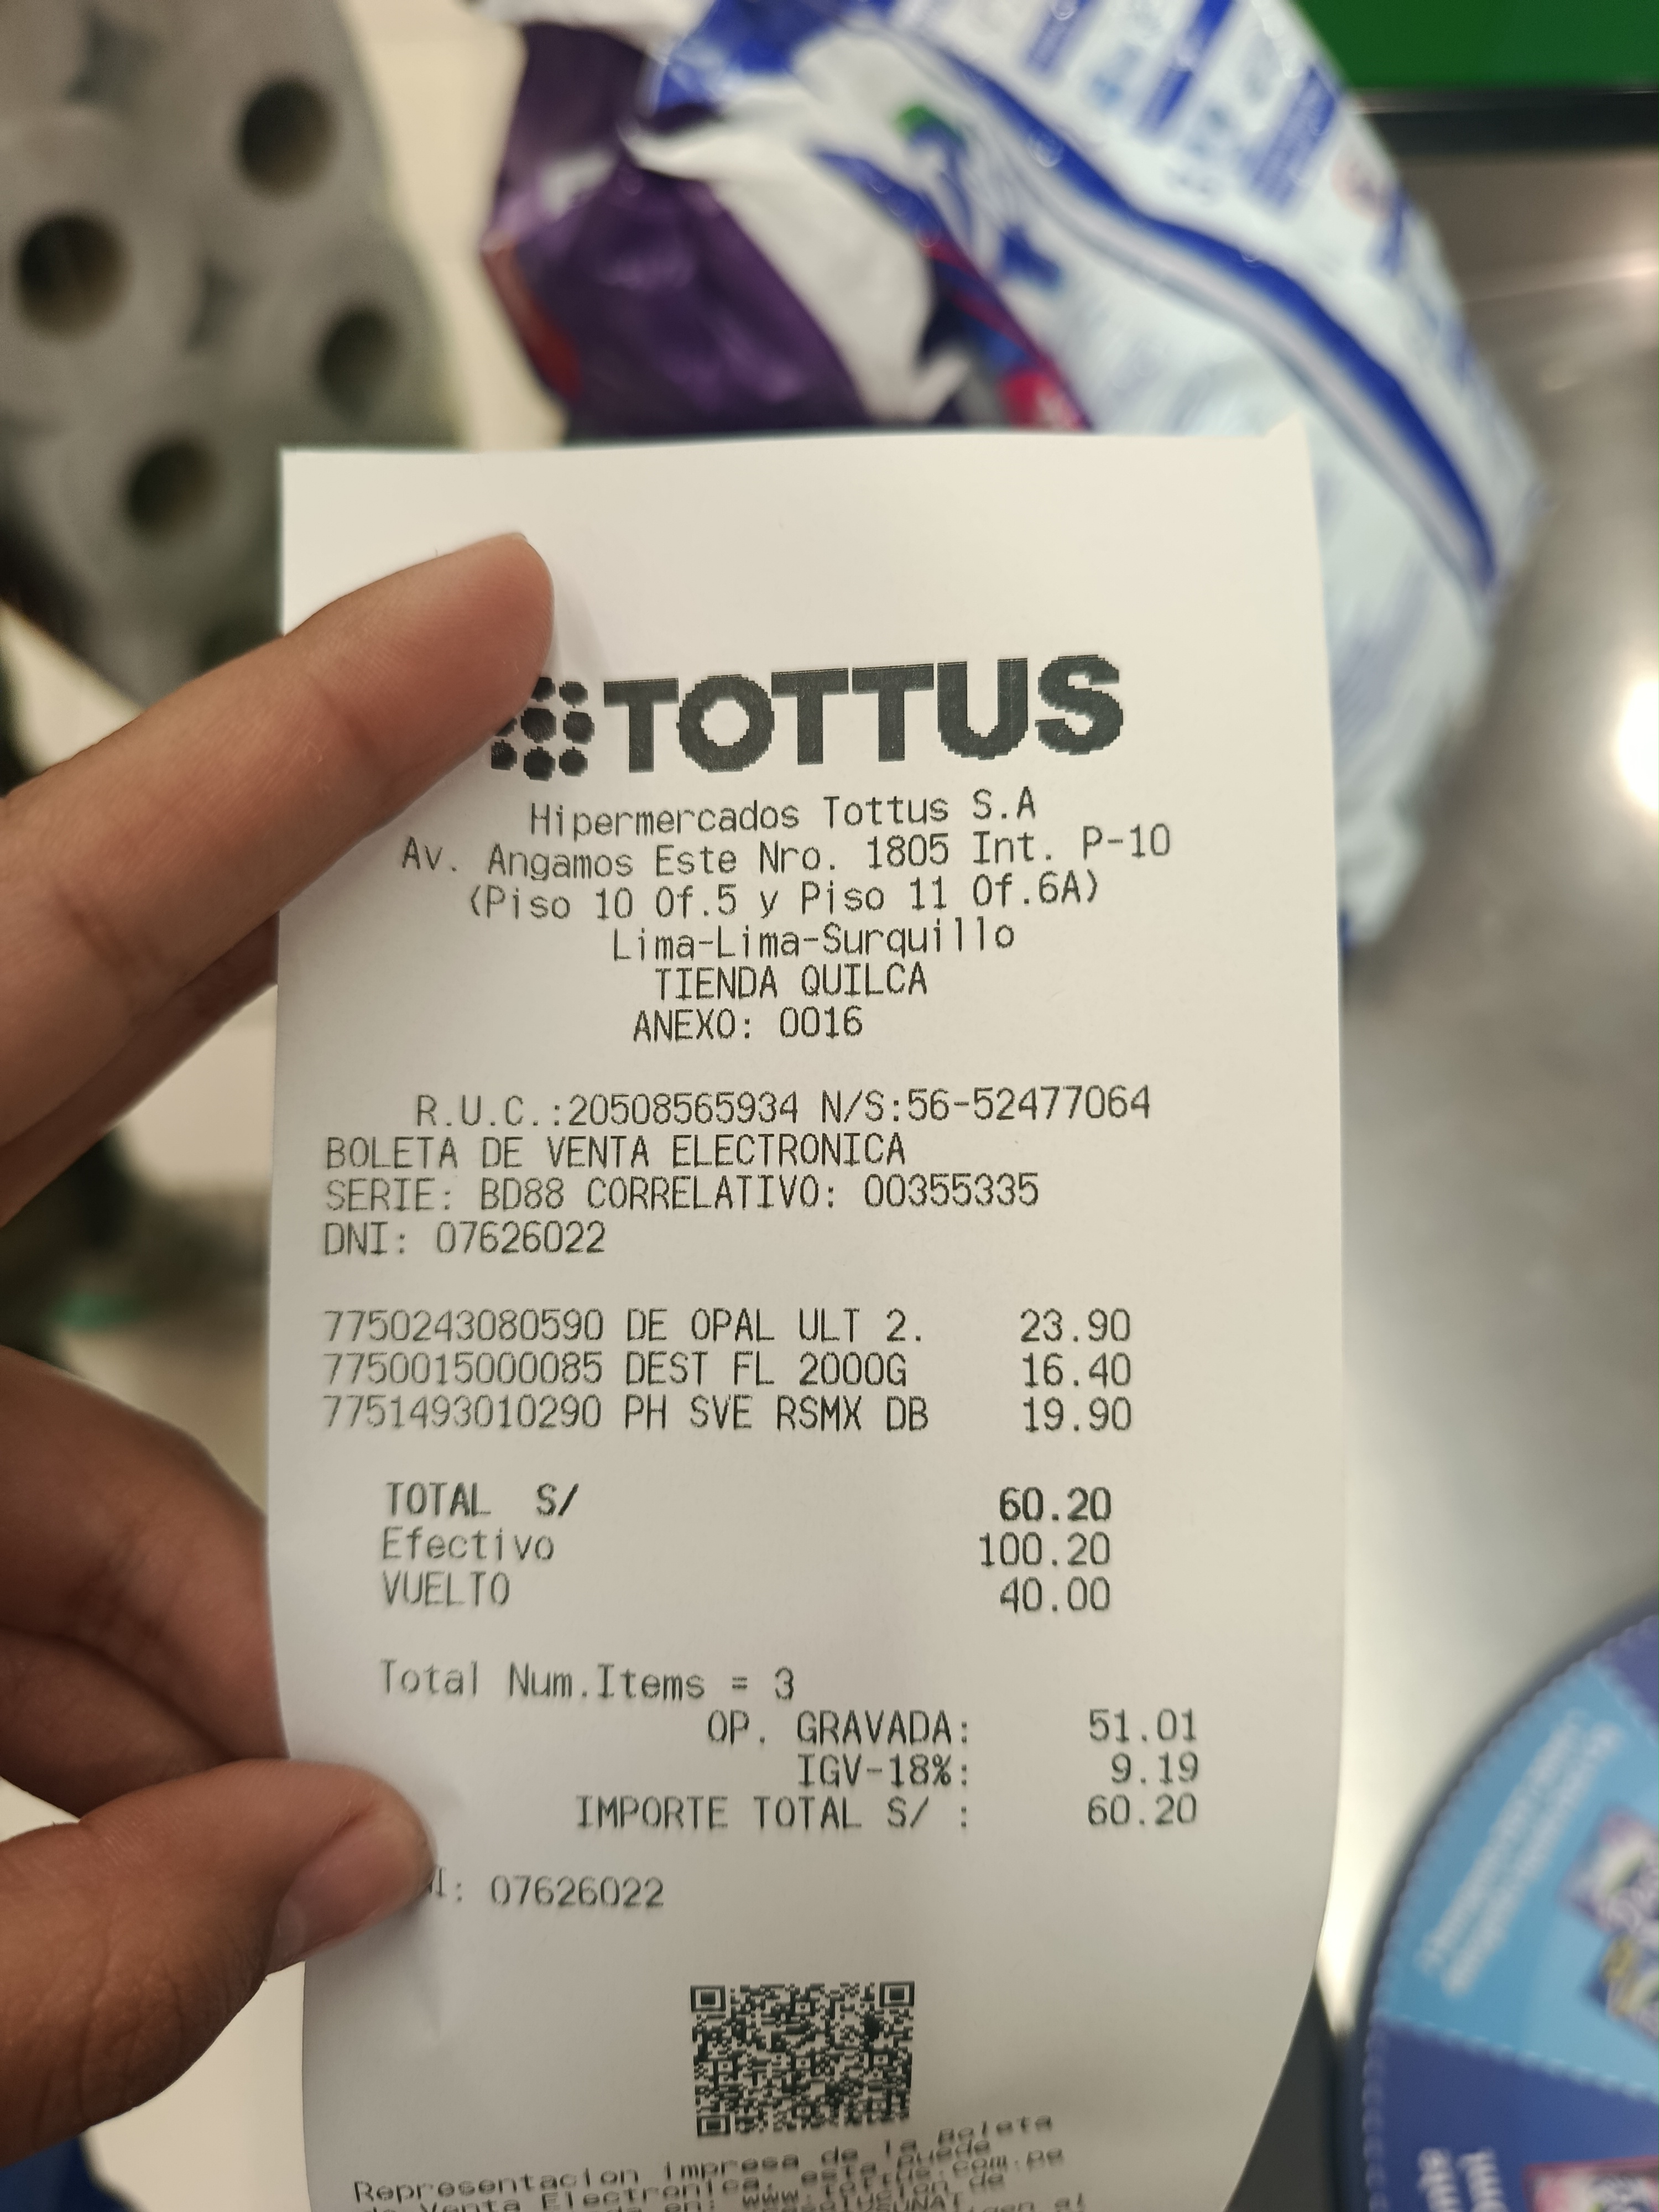 TOTTUS
Hipermercados Tottus S.A
Av. Angamos Este Nro. 1805 Int. P-10
(Piso 10 Of.5 y Piso 11 Of.6A)
Lima-Lima-Surquillo
TIENDA QUILCA
ANEXO: 0016
R.U.C.:20508565934 N/S:56-52477064
BOLETA DE VENTA ELECTRONICA
SERIE: BD88 CORRELATIVO: 00355335
DNI: 07626022
7750243080590 DE OPAL ULT 2. 23.90
7750015000085 DEST FL 2000G 16.40
7751493010290 PH SVE RSMX DB 19.90
TOTAL S/ 60.20
Efectivo 100.20
VUELTO 40.00
Total Num.Items = 3
OP. GRAVADA: 51.01
IGV-18%: 9.19
IMPORTE TOTAL S/ : 60.20
: 07626022
Representacion impresa de la Boleta
de Venta Electronica, esta puede
en: www.tottus.com.pe